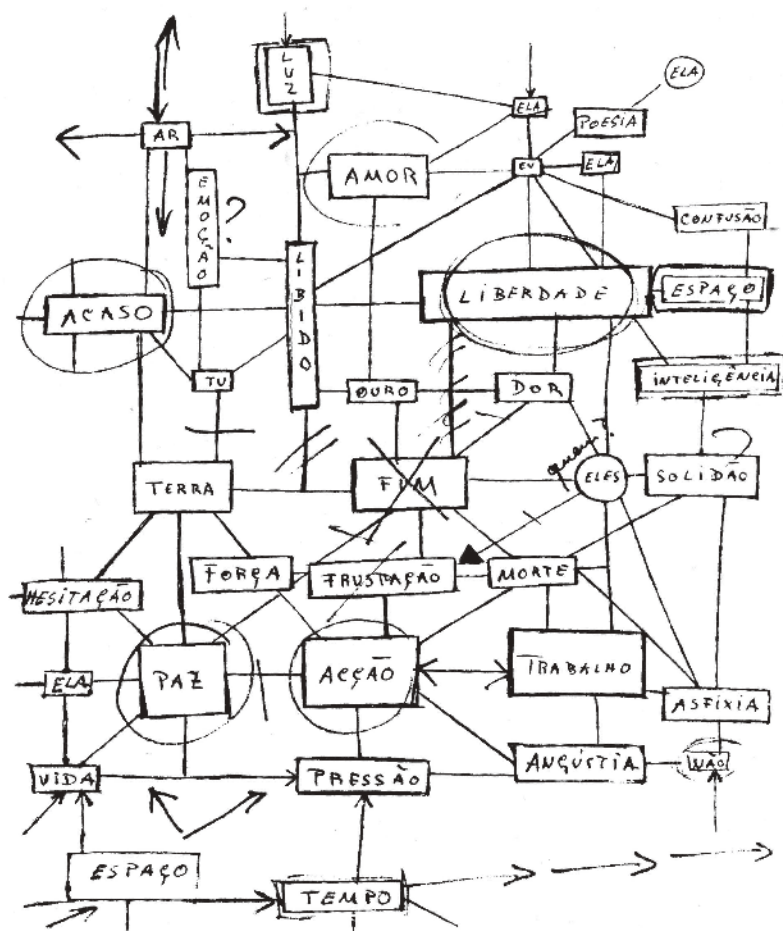 LUZ
ELA
ELA
POESIA
AR
EU
ELA
AMOR
EMOÇÃO
?
CONFUSÃO
LIBIDO
LIBERDADE
ESPAÇO
ACASO
TU
OURO
DOR
INTELIGÊNCIA
quem?
TERRA
FIM
ELES
SOLIDÃO
?
HESITAÇÃO
FORÇA
FRUSTAÇÃO
MORTE
ELA
PAZ
ACÇÃO
TRABALHO
ASFIXIA
VIDA
PRESSÃO
ANGÚSTIA
NÃO
ESPAÇO
TEMPO